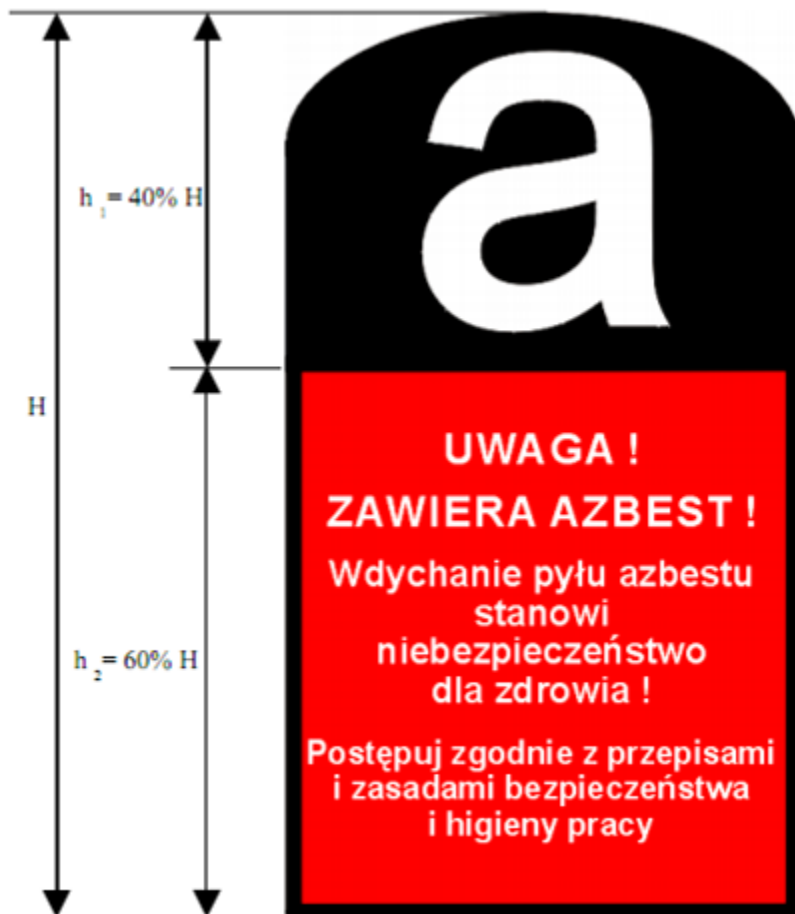 a
h₁= 40% H
H
UWAGA !
ZAWIERA AZBEST !
Wdychanie pyłu azbestu
stanowi
niebezpieczeństwo
dla zdrowia !
h₂= 60% H
Postępuj zgodnie z przepisami
i zasadami bezpieczeństwa
i higieny pracy